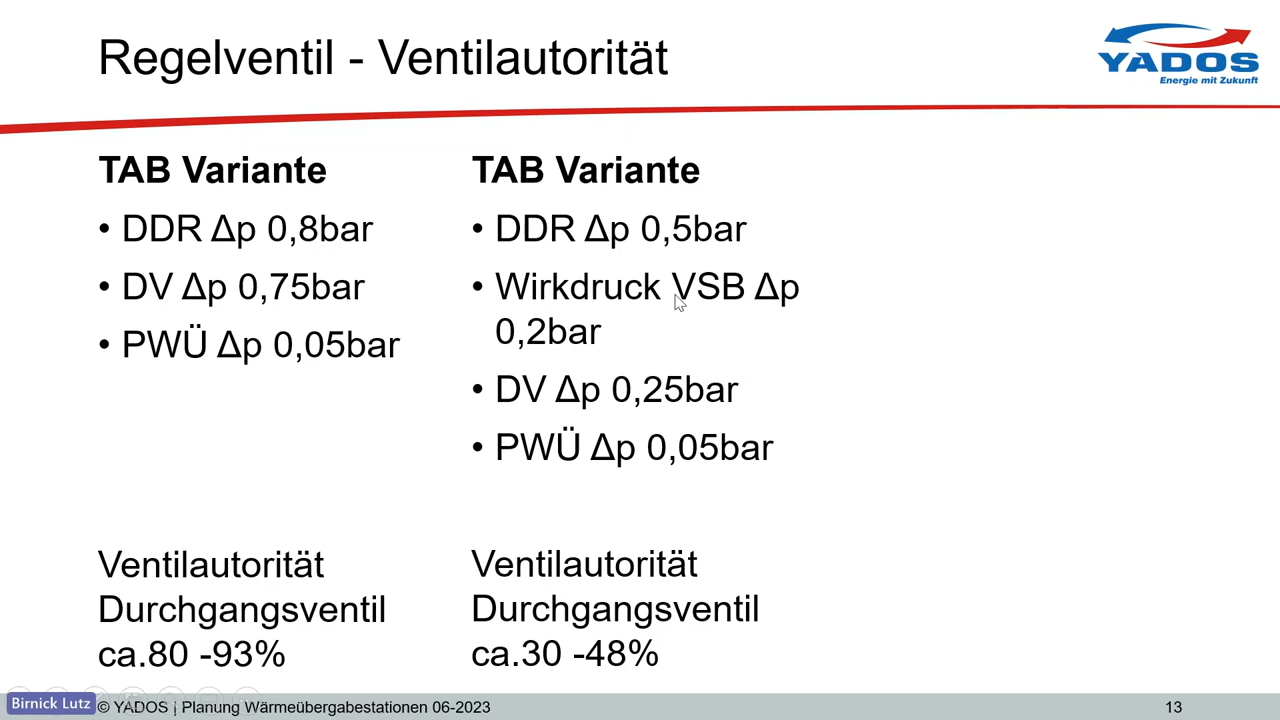 Regelventil - Ventilautorität
YADOS
Energie mit Zukunft
TAB Variante
• DDR Δp 0,8bar
• DV Δp 0,75bar
• PWÜ Δp 0,05bar
Ventilautorität
Durchgangsventil
ca.80 -93%
TAB Variante
• DDR Δp 0,5bar
• Wirkdruck VSB Δp
0,2bar
• DV Δp 0,25bar
• PWÜ Δp 0,05bar
Ventilautorität
Durchgangsventil
ca.30 -48%
Birnick Lutz
© YADOS | Planung Wärmeübergabestationen 06-2023
13